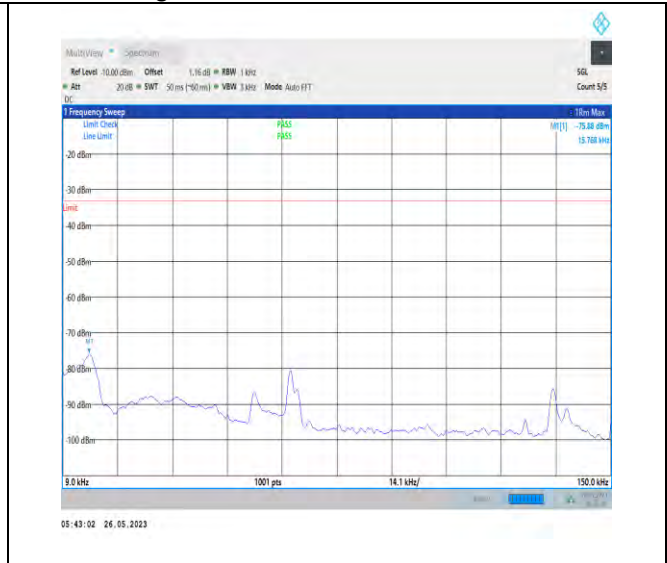 MultiView Spectrum
Ref Level 10.00 dBm Offset 1.16 dB RBW 1 kHz SGL
Att 20 dB SWT 50 ms (~60 ms) VBW 3 kHz Mode Auto FFT Count 5/5
DC
1 Frequency Sweep 1Rm Max
Limit Check PASS M1[1] -75.88 dBm
Line Limit PASS 15.768 kHz
-20 dBm
-30 dBm
Limit
-40 dBm
-50 dBm
-60 dBm
-70 dBm
M1
-80 dBm
-90 dBm
-100 dBm
9.0 kHz 1001 pts 14.1 kHz/ 150.0 kHz
05:43:02 26.05.2023